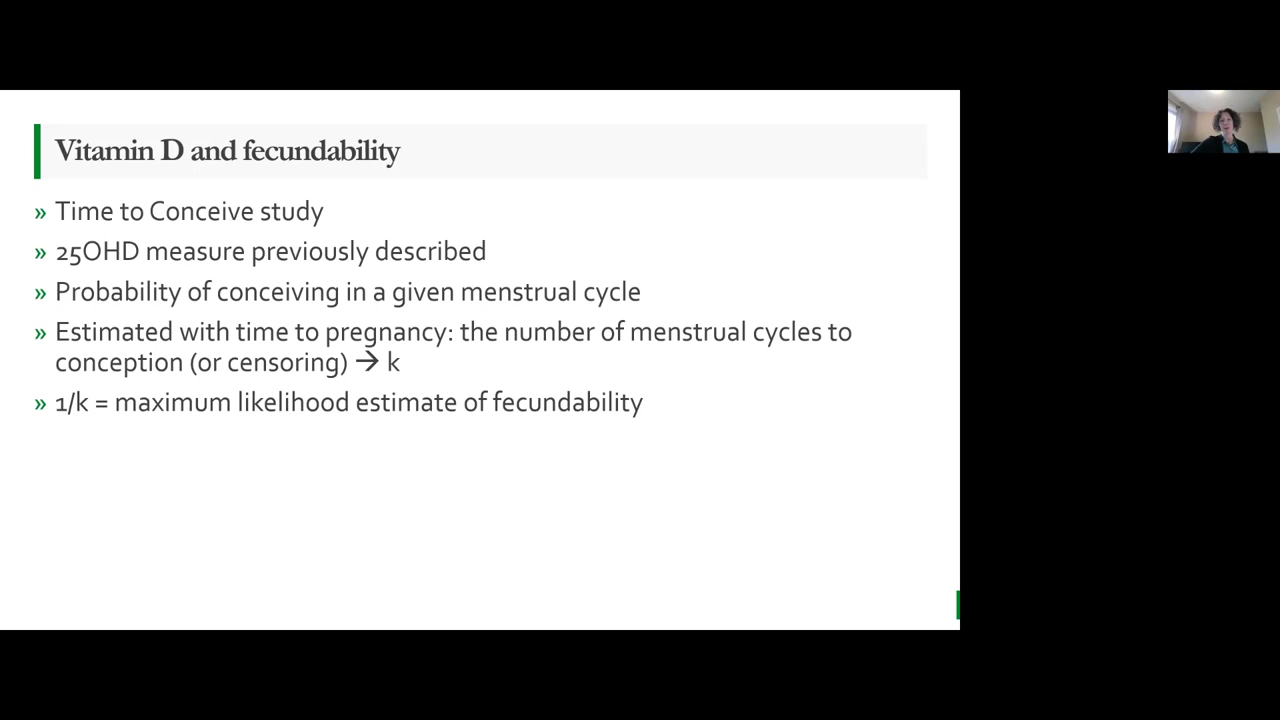 Vitamin D and fecundability
» Time to Conceive study
» 25OHD measure previously described
» Probability of conceiving in a given menstrual cycle
» Estimated with time to pregnancy: the number of menstrual cycles to
conception (or censoring) → k
» 1/k = maximum likelihood estimate of fecundability